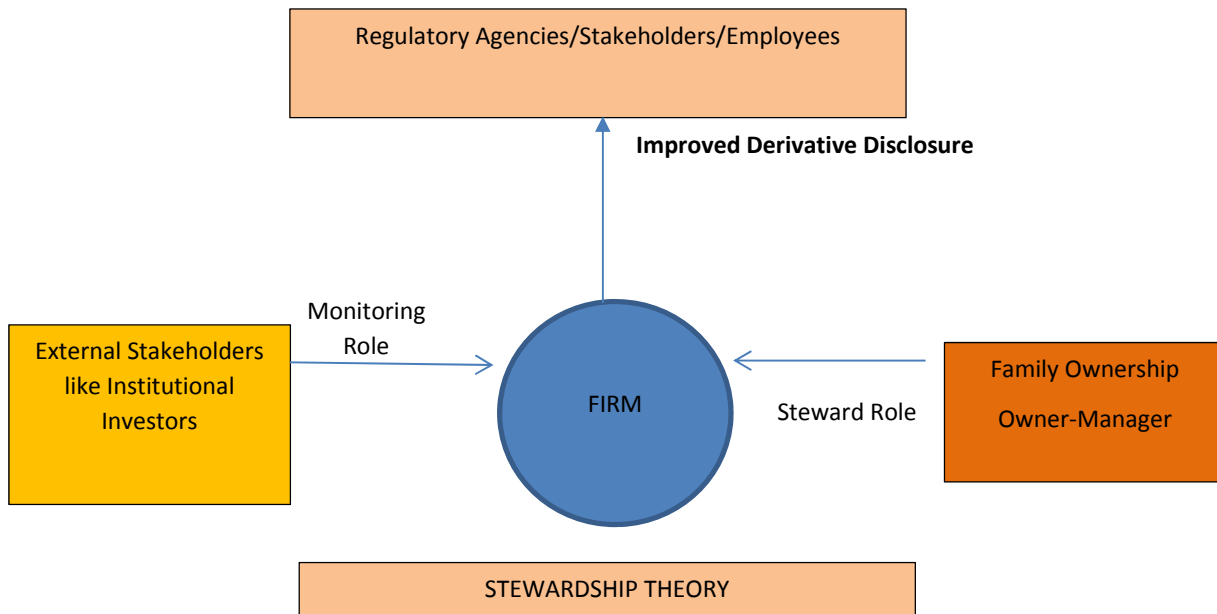 Regulatory Agencies/Stakeholders/Employees
Improved Derivative Disclosure
Monitoring
Role
External Stakeholders
like Institutional
Investors
FIRM
Steward Role
Family Ownership
Owner-Manager
STEWARDSHIP THEORY